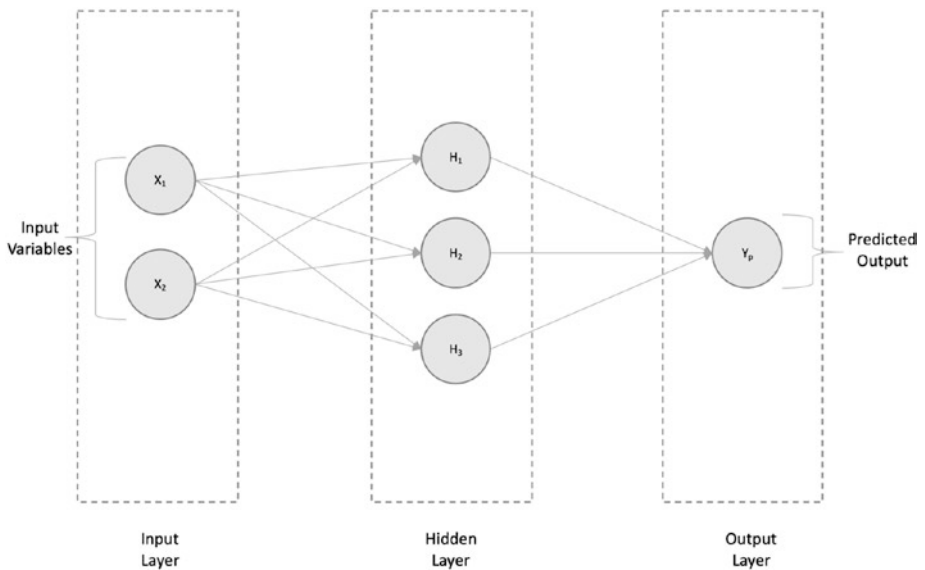 X₁
X₂
H₁
H₂
H₃
Yₚ
Input
Variables
Predicted
Output
Input
Layer
Hidden
Layer
Output
Layer